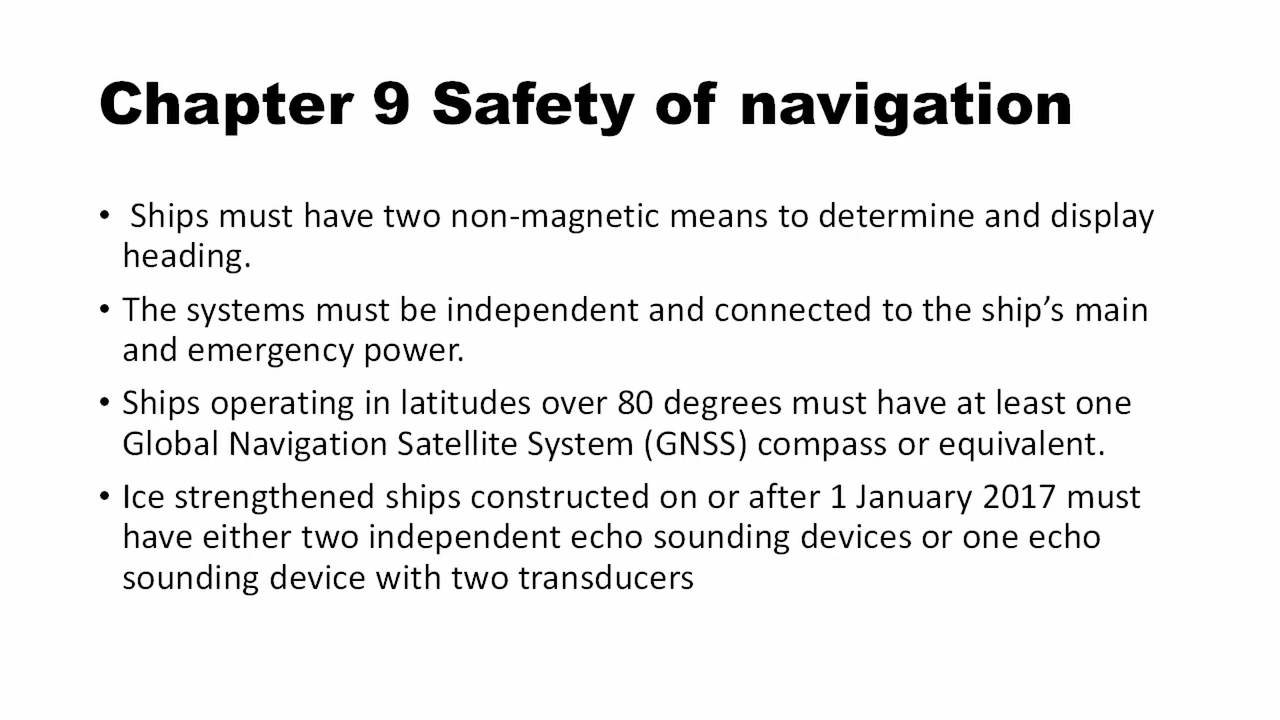 Chapter 9 Safety of navigation
• Ships must have two non-magnetic means to determine and display
heading.
• The systems must be independent and connected to the ship’s main
and emergency power.
• Ships operating in latitudes over 80 degrees must have at least one
Global Navigation Satellite System (GNSS) compass or equivalent.
• Ice strengthened ships constructed on or after 1 January 2017 must
have either two independent echo sounding devices or one echo
sounding device with two transducers